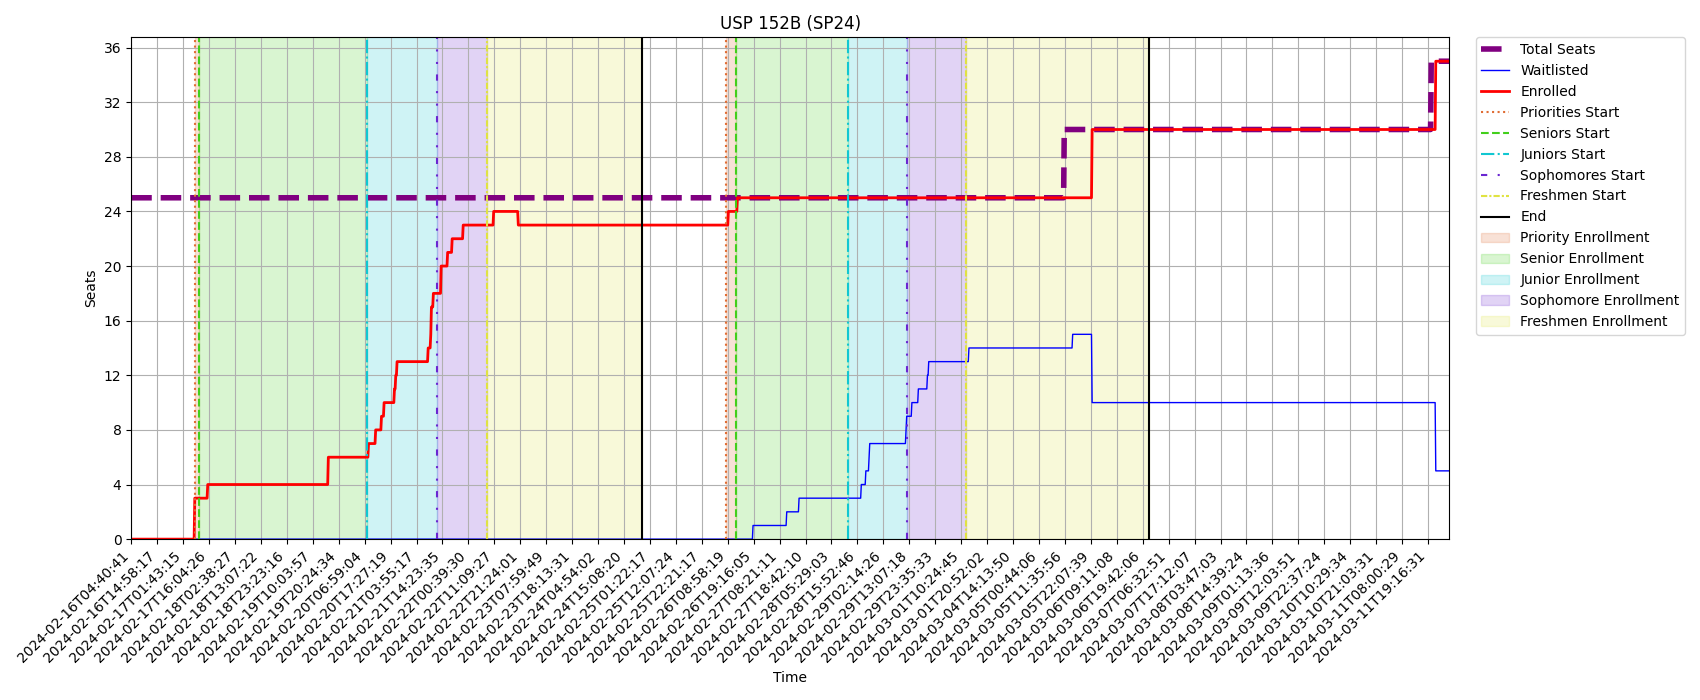 USP 152B (SP24)
Seats
36
32
28
24
20
16
12
8
4
0
Total Seats
Waitlisted
Enrolled
Priorities Start
Seniors Start
Juniors Start
Sophomores Start
Freshmen Start
End
Priority Enrollment
Senior Enrollment
Junior Enrollment
Sophomore Enrollment
Freshmen Enrollment
2024-02-16T04:40:41
2024-02-16T14:58:17
2024-02-17T01:43:15
2024-02-17T16:04:26
2024-02-18T02:38:27
2024-02-18T13:07:22
2024-02-18T23:23:16
2024-02-19T10:03:57
2024-02-19T20:24:34
2024-02-20T06:59:04
2024-02-20T17:27:19
2024-02-21T03:55:17
2024-02-21T14:23:35
2024-02-22T00:39:30
2024-02-22T11:09:27
2024-02-22T21:24:01
2024-02-23T07:59:49
2024-02-23T18:13:31
2024-02-24T04:54:02
2024-02-24T15:08:20
2024-02-25T01:22:17
2024-02-25T12:07:24
2024-02-25T22:21:17
2024-02-26T08:58:19
2024-02-26T19:16:05
2024-02-27T08:21:11
2024-02-27T18:42:10
2024-02-28T05:29:03
2024-02-28T15:52:46
2024-02-29T02:14:26
2024-02-29T13:07:18
2024-02-29T23:35:33
2024-03-01T10:24:45
2024-03-01T20:52:02
2024-03-04T14:13:50
2024-03-05T00:44:06
2024-03-05T11:35:56
2024-03-05T22:07:39
2024-03-06T09:11:08
2024-03-06T19:42:06
2024-03-07T06:32:51
2024-03-07T17:12:07
2024-03-08T03:47:03
2024-03-08T14:39:24
2024-03-09T01:13:36
2024-03-09T12:03:51
2024-03-09T22:37:24
2024-03-10T10:29:34
2024-03-10T21:03:31
2024-03-11T08:00:29
2024-03-11T19:16:31
Time